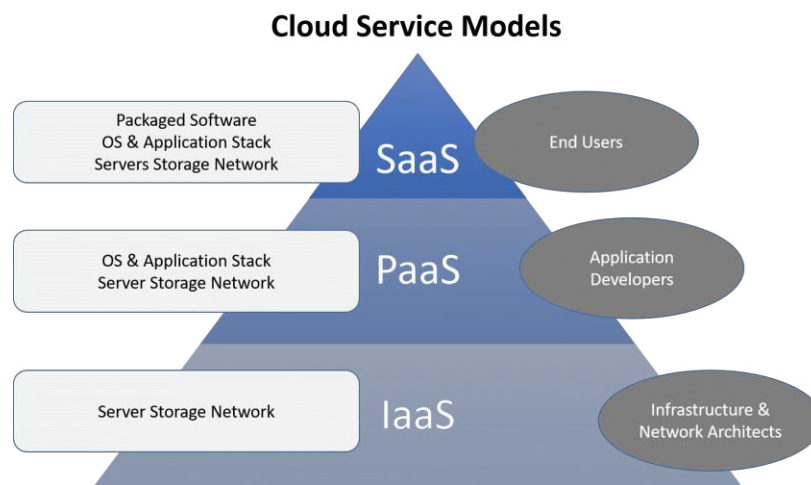 Cloud Service Models
Packaged Software
OS & Application Stack
Servers Storage Network
SaaS
End Users
OS & Application Stack
Server Storage Network
PaaS
Application
Developers
Server Storage Network
IaaS
Infrastructure &
Network Architects